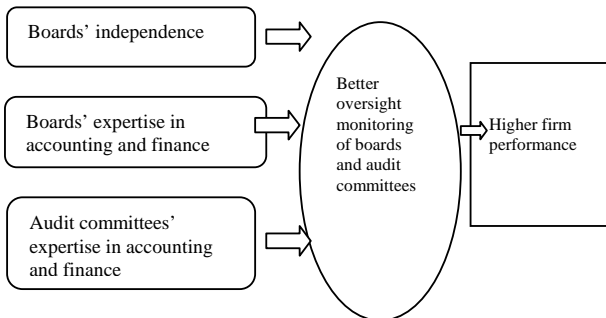 Boards' independence
Boards' expertise in
accounting and finance
Audit committees'
expertise in accounting
and finance
Better
oversight
monitoring
of boards
and audit
committees
Higher firm
performance